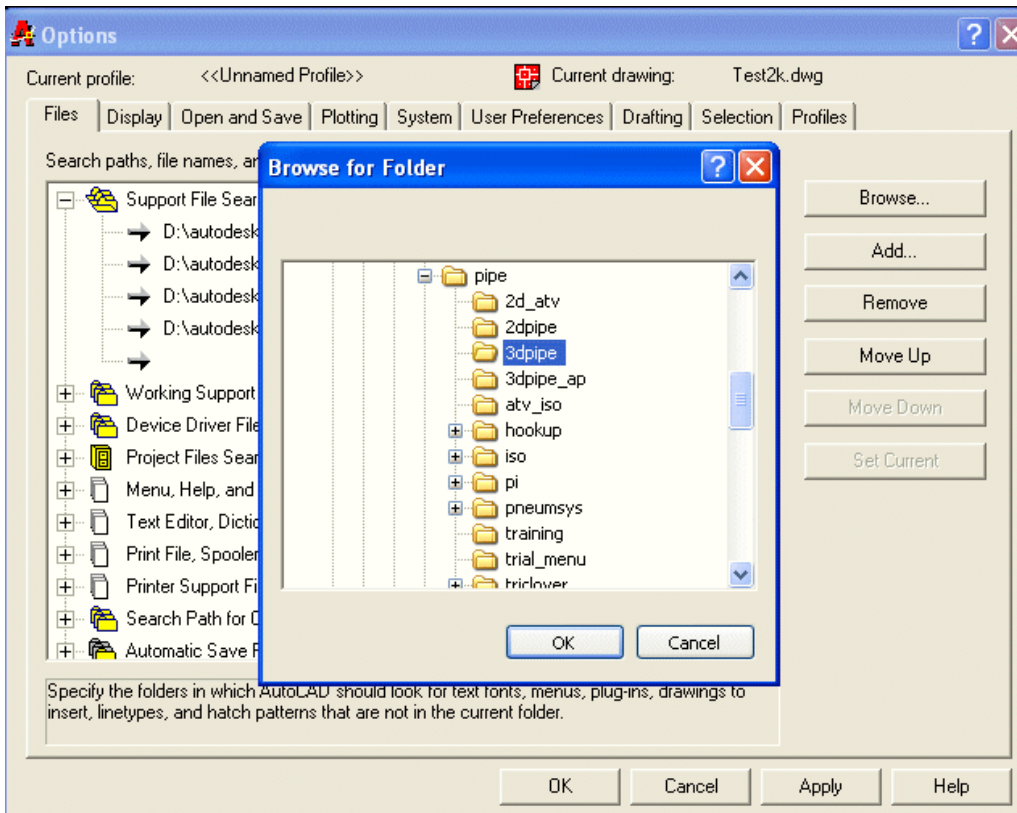 Options
Current profile: <<Unnamed Profile>> Current drawing: Test2k.dwg
Files Display Open and Save Plotting System User Preferences Drafting Selection Profiles
Search paths, file names, an
Support File Sear
D:\autodesk
D:\autodesk
D:\autodesk
D:\autodesk
Working Support
Device Driver File
Project Files Sear
Menu, Help, and
Text Editor, Dictio
Print File, Spooler
Printer Support Fi
Search Path for O
Automatic Save F
Browse for Folder
pipe
2d_atv
2dpipe
3dpipe
3dpipe_ap
atv_iso
hookup
iso
pi
pneumsys
training
trial_menu
triclover
OK Cancel
Browse...
Add...
Remove
Move Up
Move Down
Set Current
Specify the folders in which AutoCAD should look for text fonts, menus, plug-ins, drawings to
insert, linetypes, and hatch patterns that are not in the current folder.
OK Cancel Apply Help